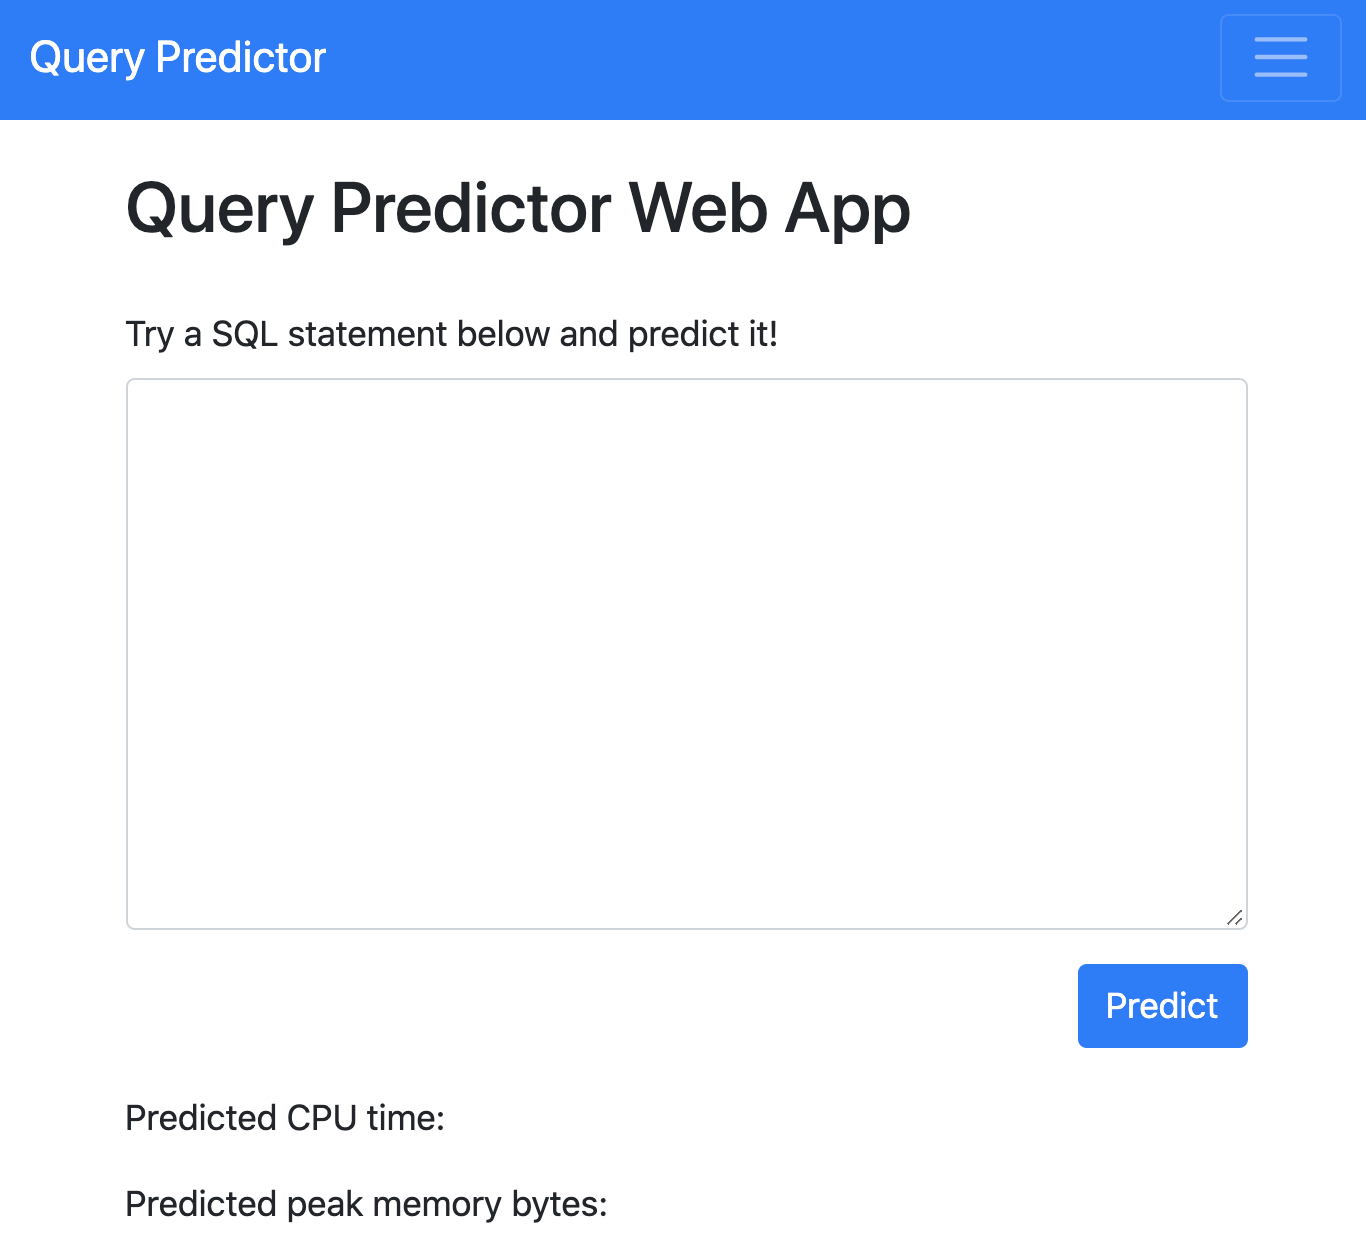 Query Predictor
Query Predictor Web App
Try a SQL statement below and predict it!
Predict
Predicted CPU time:
Predicted peak memory bytes: